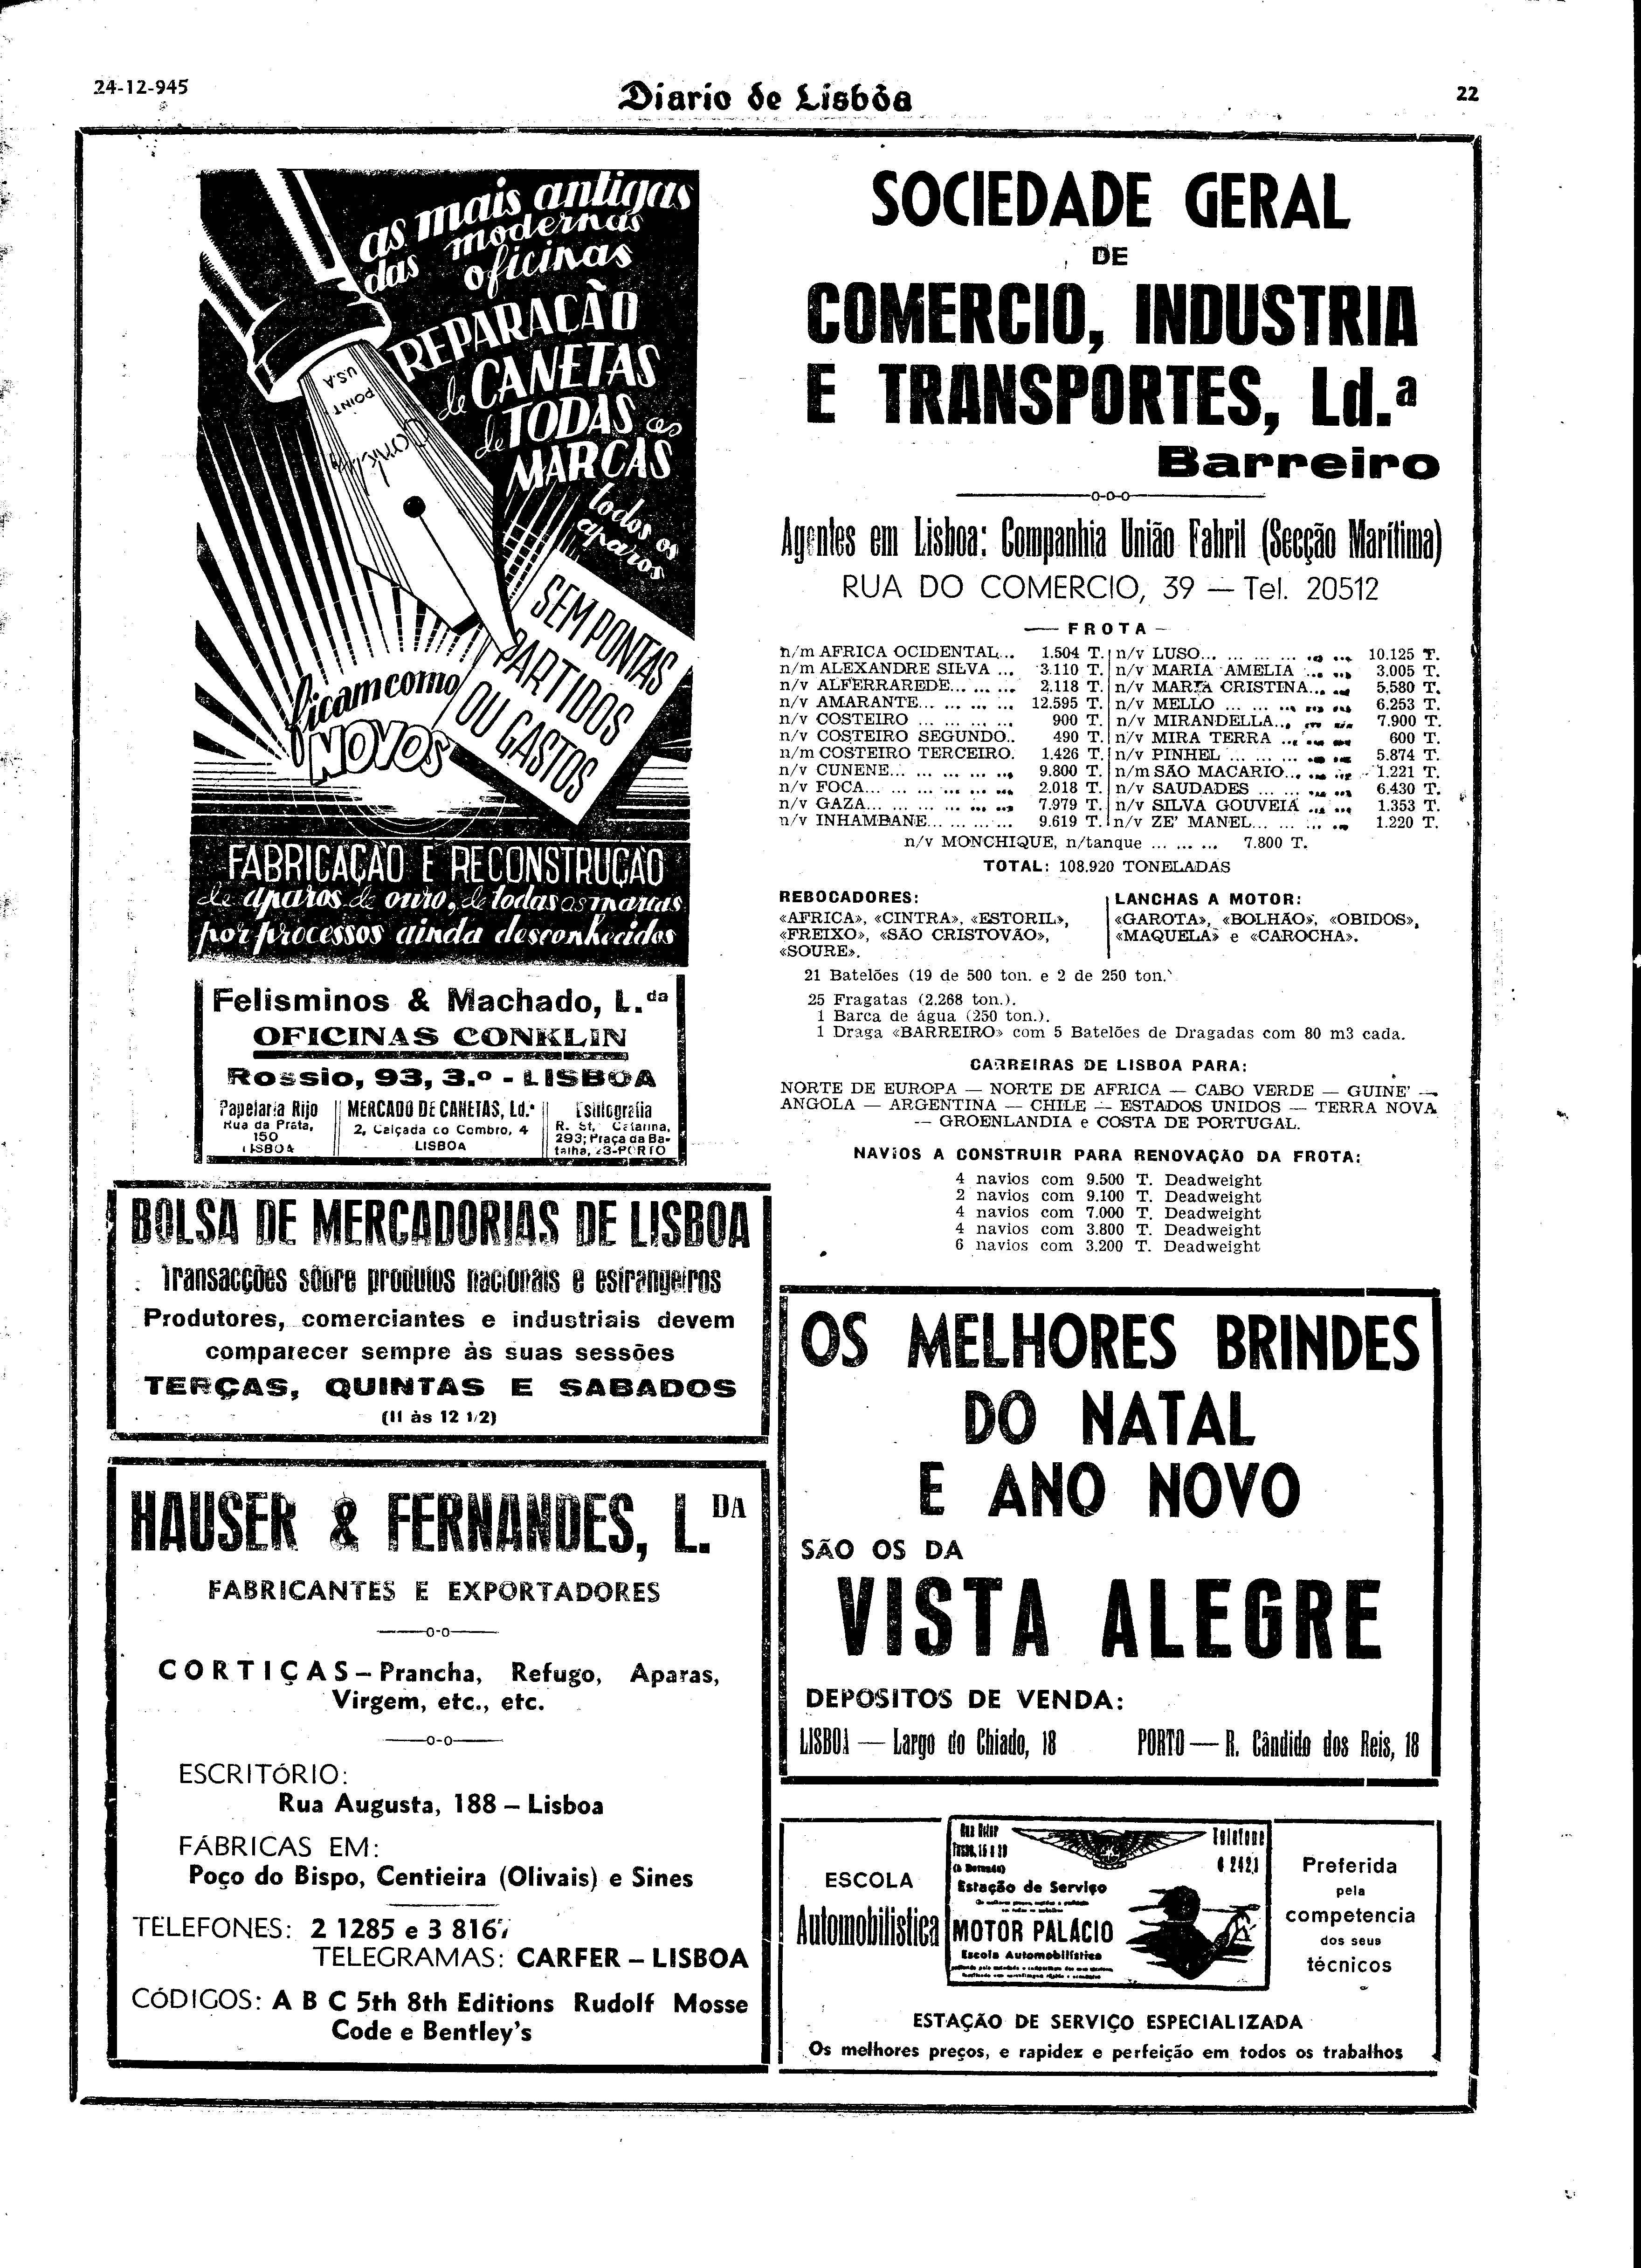 24-12-945
Diario de Lisbôa
22
as mais antigas
das modernas
oficinas
REPARAÇÃO
de CANETAS
de TODAS as
MARCAS
todos os
aparos
SEM PONTAS
PARTIDOS
OU GASTOS
ficam como
NOVOS
POINT
U.S.A
FABRICAÇÃO E RECONSTRUÇÃO
de aparos de ouro, de todas as marcas
por processos ainda desconhecidos
Felisminos & Machado, L.da
OFICINAS CONKLIN
Rossio, 93, 3.º - LISBOA
Papelaria Rijo
Rua da Prata,
150
LISBOA
MERCADO DE CANETAS, Ld.ª
2, Calçada do Combro, 4
LISBOA
Estilografia
R. St. Catarina,
293; Praça da Ba-
talha, 23-PORTO
BOLSA DE MERCADORIAS DE LISBOA
Transacções sôbre produtos nacionais e estrangeiros
Produtores, comerciantes e industriais devem
comparecer sempre às suas sessões
TERÇAS, QUINTAS E SABADOS
(11 às 12 1/2)
HAUSER & FERNANDES, L.DA
FABRICANTES E EXPORTADORES
CORTIÇAS – Prancha, Refugo, Aparas,
Virgem, etc., etc.
ESCRITÓRIO:
Rua Augusta, 188 – Lisboa
FÁBRICAS EM:
Poço do Bispo, Centieira (Olivais) e Sines
TELEFONES: 2 1285 e 3 8167
TELEGRAMAS: CARFER – LISBOA
CÓDIGOS: A B C 5th 8th Editions Rudolf Mosse
Code e Bentley's
SOCIEDADE GERAL
DE
COMERCIO, INDUSTRIA
E TRANSPORTES, Ld.ª
Barreiro
Agentes em Lisboa: Companhia União Fabril (Secção Marítima)
RUA DO COMERCIO, 39 — Tel. 20512
— FROTA —
n/m AFRICA OCIDENTAL... 1.504 T.
n/m ALEXANDRE SILVA ... 3.110 T.
n/v ALFERRAREDE... ... ... 2.118 T.
n/v AMARANTE... ... ... ... 12.595 T.
n/v COSTEIRO ... ... ... ... 900 T.
n/v COSTEIRO SEGUNDO.. 490 T.
n/m COSTEIRO TERCEIRO. 1.426 T.
n/v CUNENE... ... ... ... ... 9.800 T.
n/v FOCA... ... ... ... ... ... 2.018 T.
n/v GAZA... ... ... ... ... ... 7.979 T.
n/v INHAMBANE... ... ... ... 9.619 T.
n/v LUSO... ... ... ... ... ... 10.125 T.
n/v MARIA AMELIA ... ... 3.005 T.
n/v MARIA CRISTINA... ... 5.580 T.
n/v MELLO ... ... ... ... ... 6.253 T.
n/v MIRANDELLA... ... ... 7.900 T.
n/v MIRA TERRA ... ... ... 600 T.
n/v PINHEL ... ... ... ... ... 5.874 T.
n/m SÃO MACARIO... ... ... 1.221 T.
n/v SAUDADES ... ... ... ... 6.430 T.
n/v SILVA GOUVEIA ... ... 1.353 T.
n/v ZE' MANEL... ... ... ... 1.220 T.
n/v MONCHIQUE, n/tanque ... ... ... 7.800 T.
TOTAL: 108.920 TONELADAS
REBOCADORES:
«AFRICA», «CINTRA», «ESTORIL»,
«FREIXO», «SÃO CRISTOVÃO»,
«SOURE».
LANCHAS A MOTOR:
«GAROTA», «BOLHÃO», «OBIDOS»,
«MAQUELA» e «CAROCHA».
21 Batelões (19 de 500 ton. e 2 de 250 ton.)
25 Fragatas (2.268 ton.).
1 Barca de água (250 ton.).
1 Draga «BARREIRO» com 5 Batelões de Dragadas com 80 m3 cada.
CARREIRAS DE LISBOA PARA:
NORTE DE EUROPA — NORTE DE AFRICA — CABO VERDE — GUINE' —
ANGOLA — ARGENTINA — CHILE — ESTADOS UNIDOS — TERRA NOVA
— GROENLANDIA e COSTA DE PORTUGAL.
NAVIOS A CONSTRUIR PARA RENOVAÇÃO DA FROTA:
4 navios com 9.500 T. Deadweight
2 navios com 9.100 T. Deadweight
4 navios com 7.000 T. Deadweight
4 navios com 3.800 T. Deadweight
6 navios com 3.200 T. Deadweight
OS MELHORES BRINDES
DO NATAL
E ANO NOVO
SÃO OS DA
VISTA ALEGRE
DEPOSITOS DE VENDA:
LISBOA — Largo do Chiado, 18 PORTO — R. Cândido dos Reis, 18
ESCOLA
Automobilistica
Telefone
4 2421
Estação de Serviço
MOTOR PALÁCIO
Escola Automobilística
Preferida
pela
competencia
dos seus
técnicos
ESTAÇÃO DE SERVIÇO ESPECIALIZADA
Os melhores preços, e rapidez e perfeição em todos os trabalhos